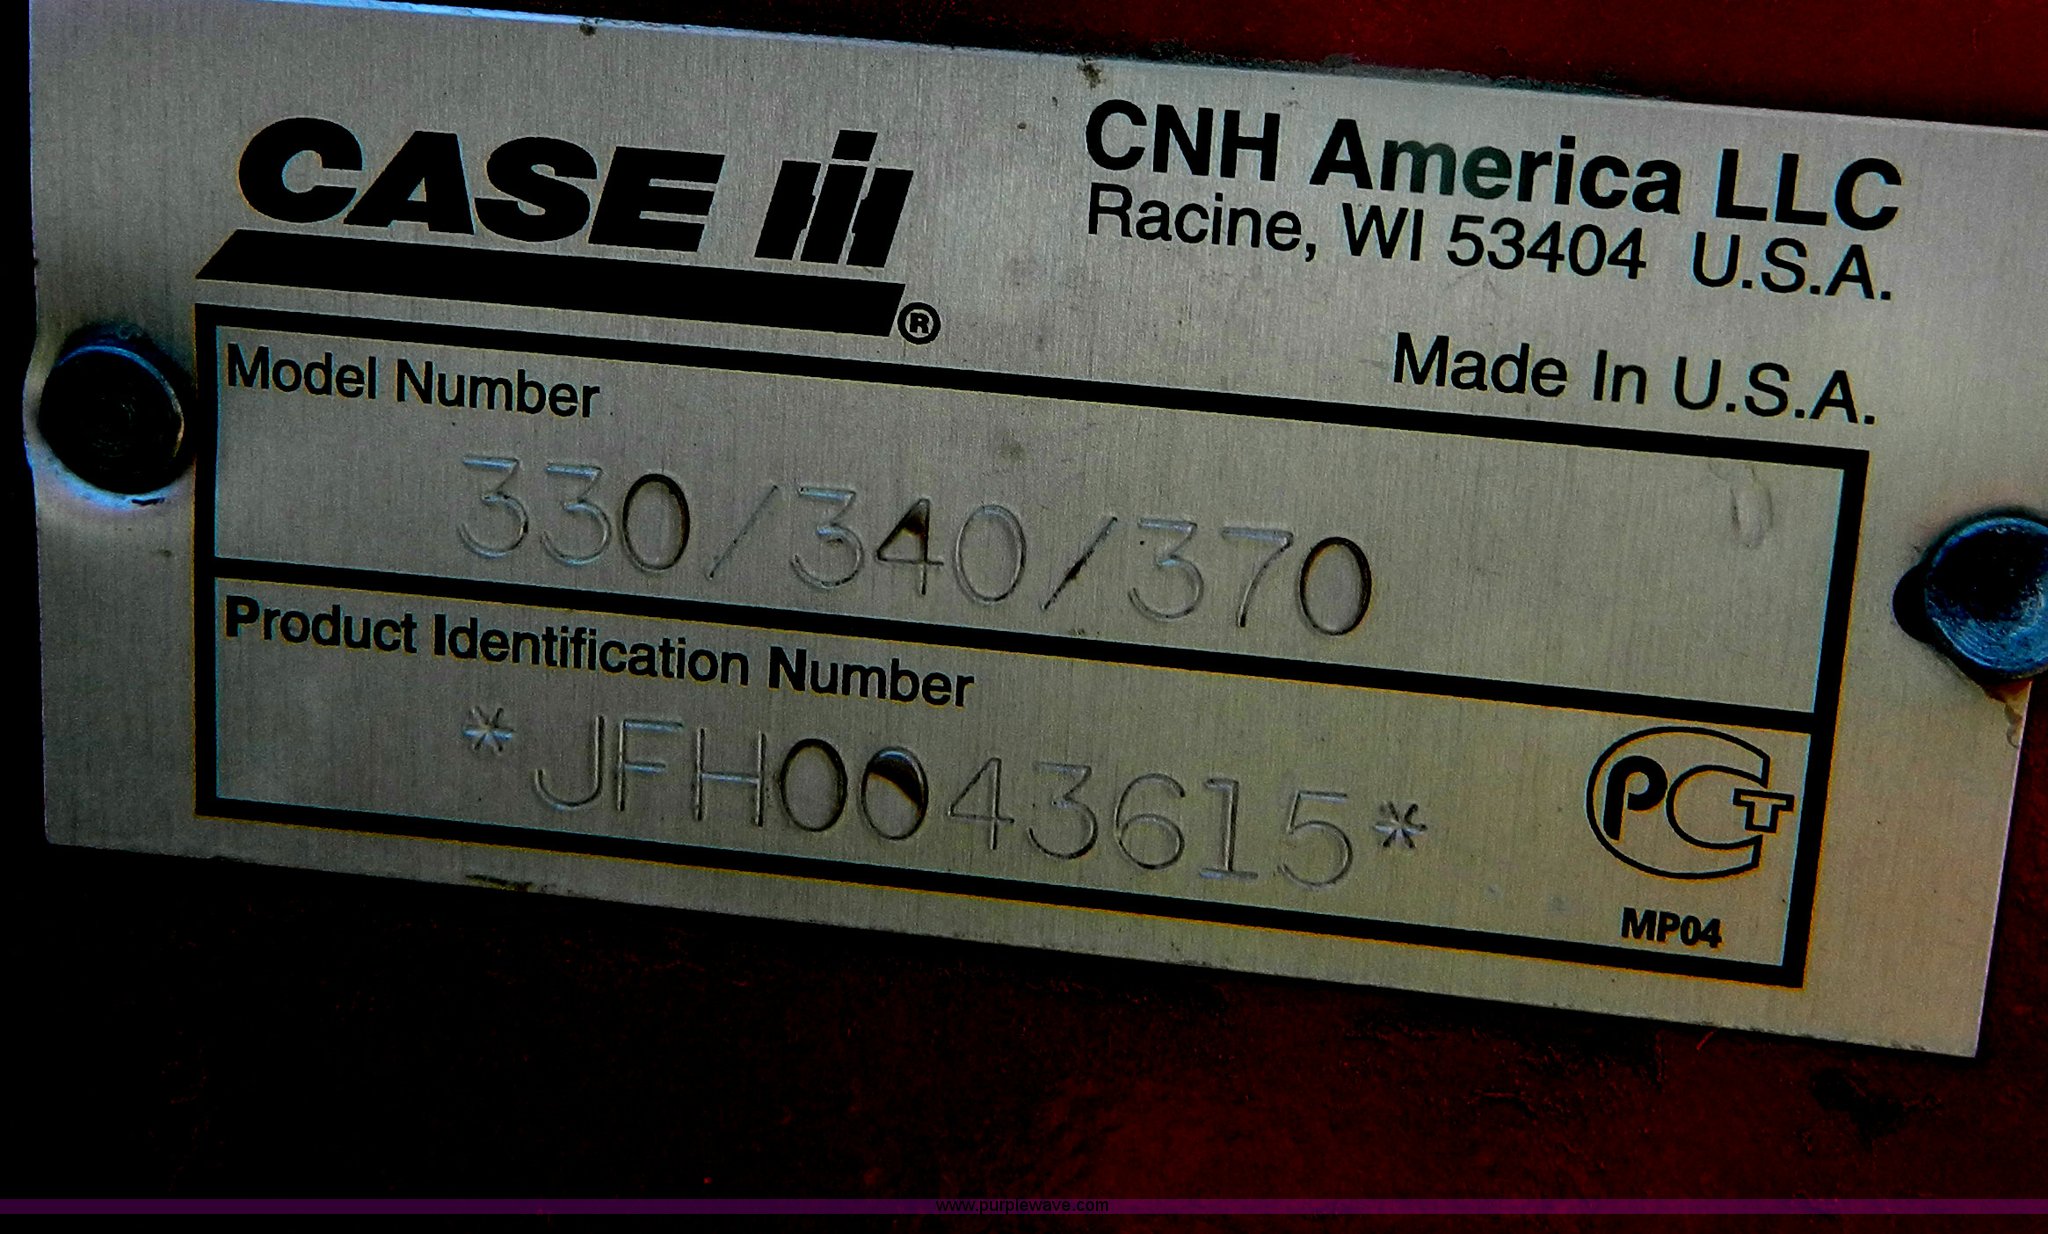 CASE IH
®
CNH America LLC
Racine, WI 53404 U.S.A.
Made In U.S.A.
Model Number
330/340/370
Product Identification Number
*JFH0043615*
PCT
MP04
www.purplewave.com